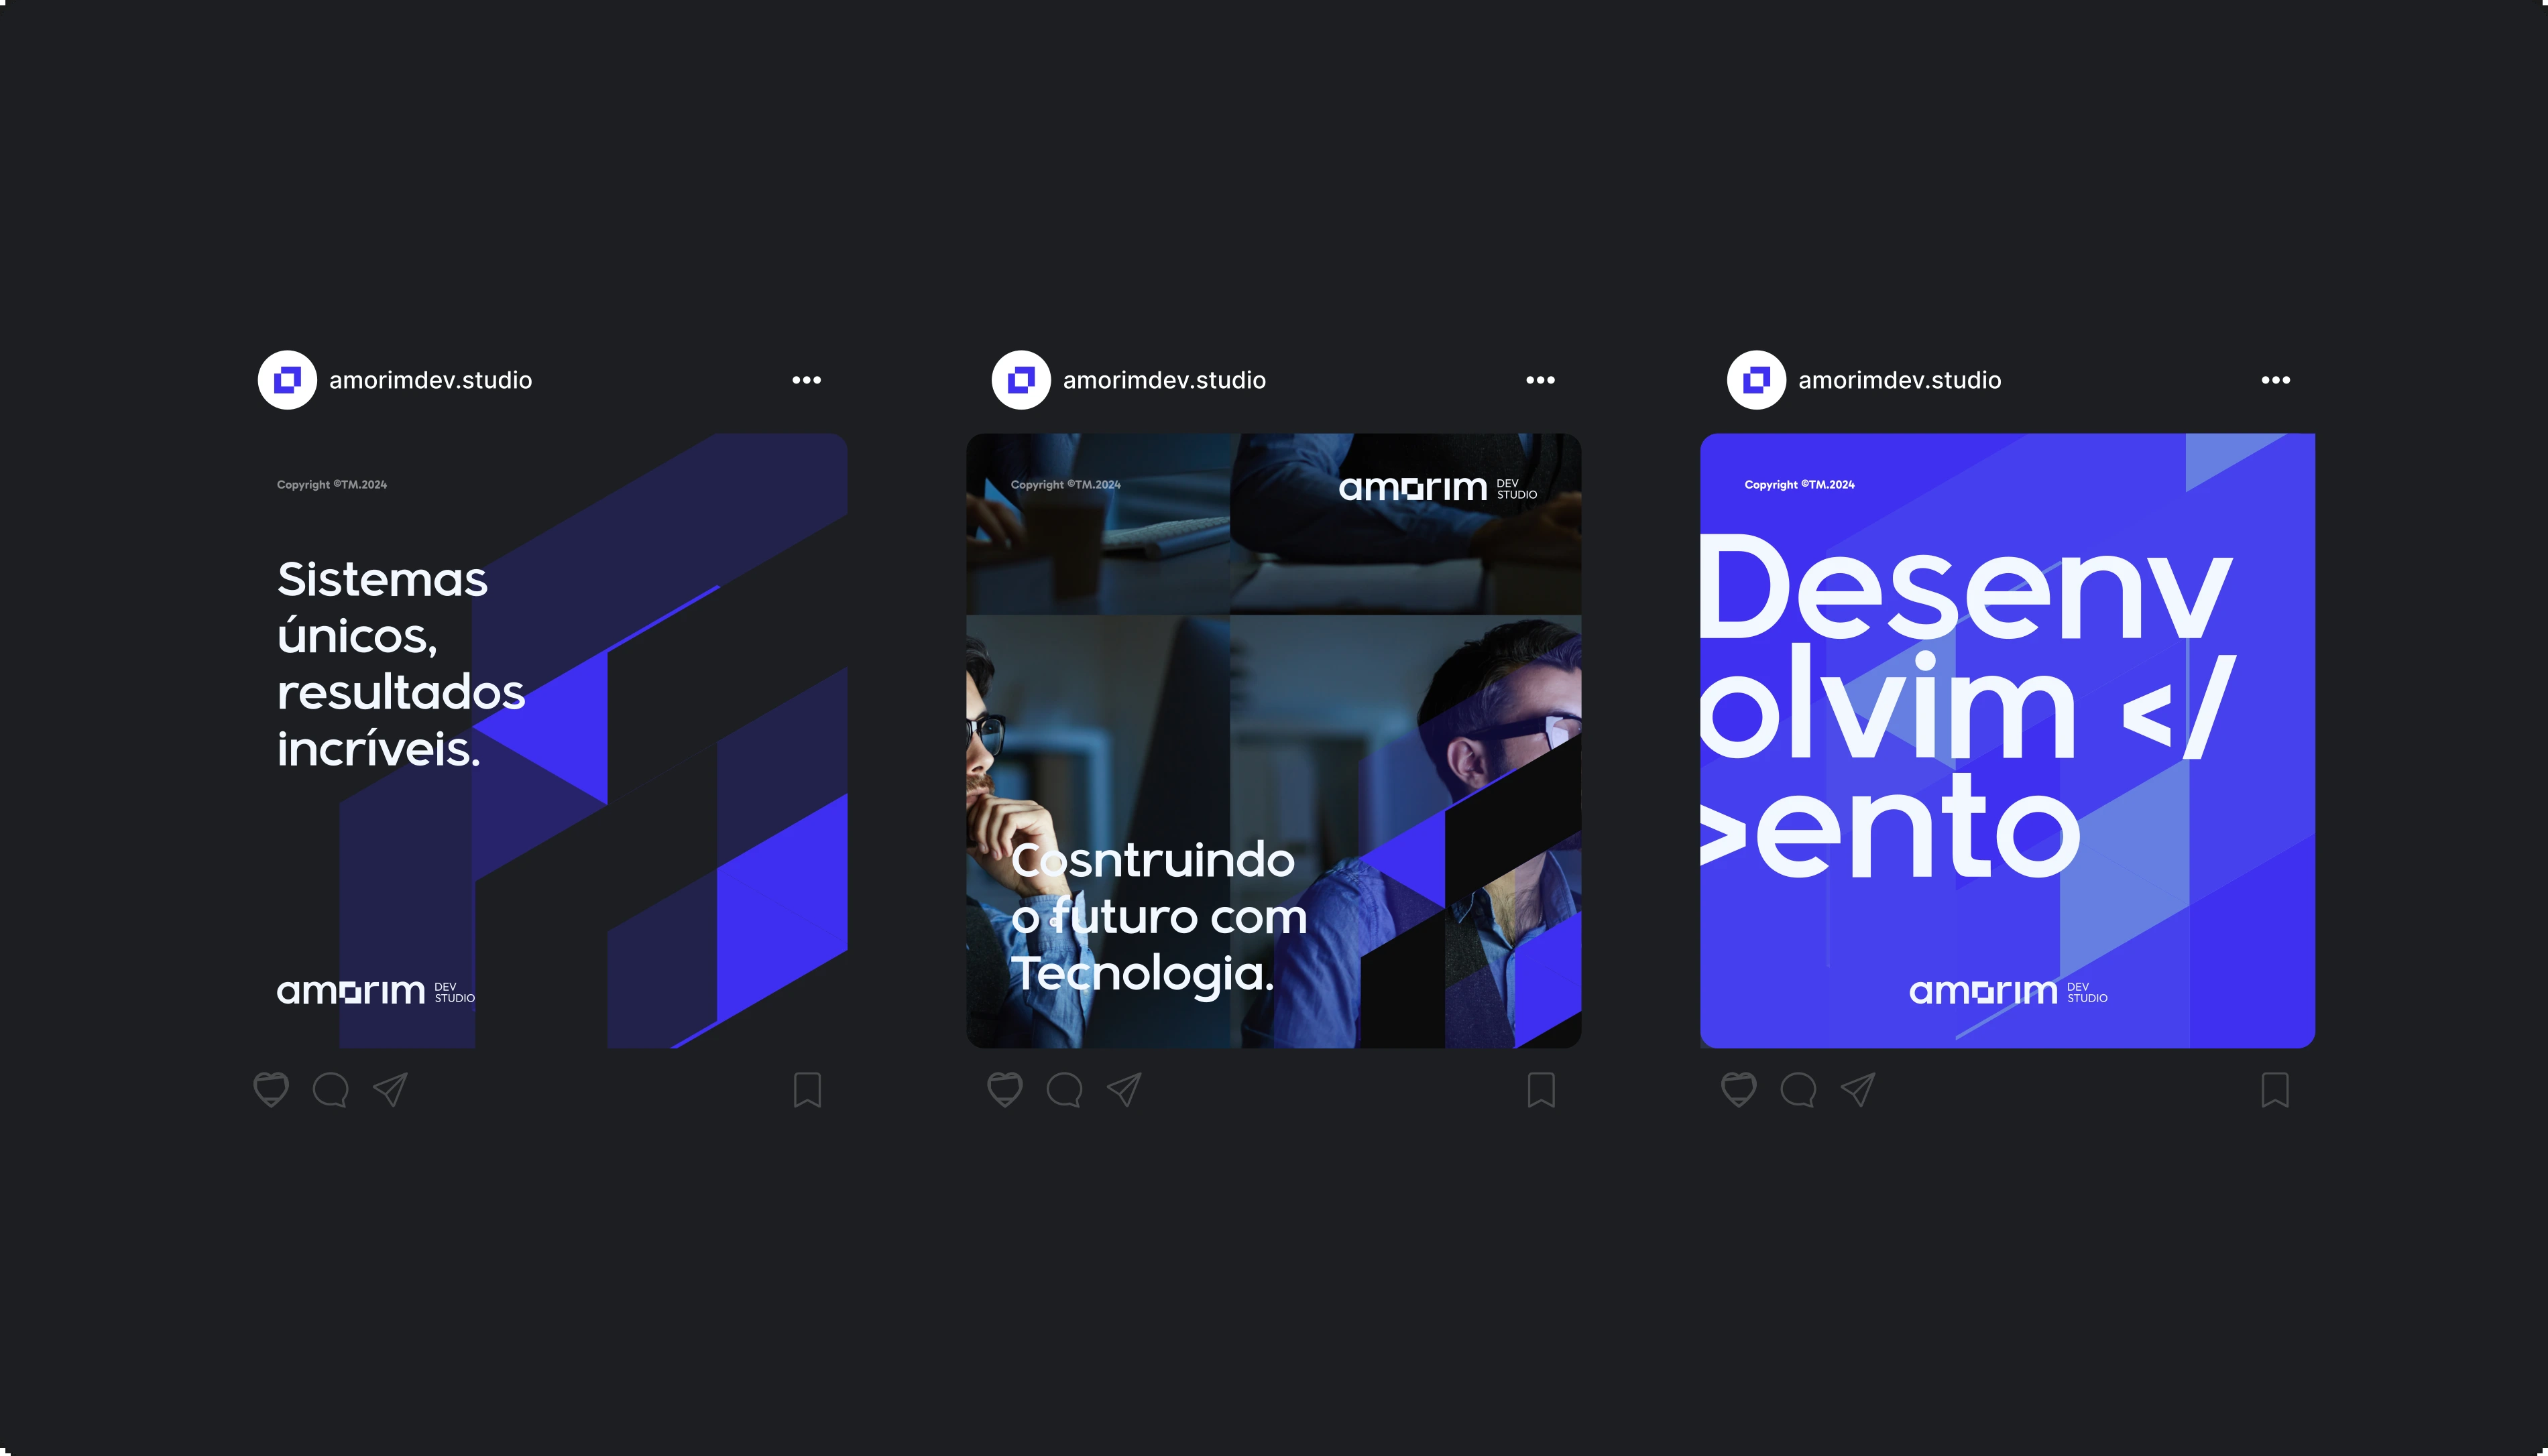 amorimdev.studio
Copyright ©TM.2024
Sistemas
únicos,
resultados
incríveis.
amorim DEV
STUDIO
amorimdev.studio
Copyright ©TM.2024
amorim DEV
STUDIO
Cosntruindo
o futuro com
Tecnologia.
amorimdev.studio
Copyright ©TM.2024
Desenv
olvim </
>ento
amorim DEV
STUDIO